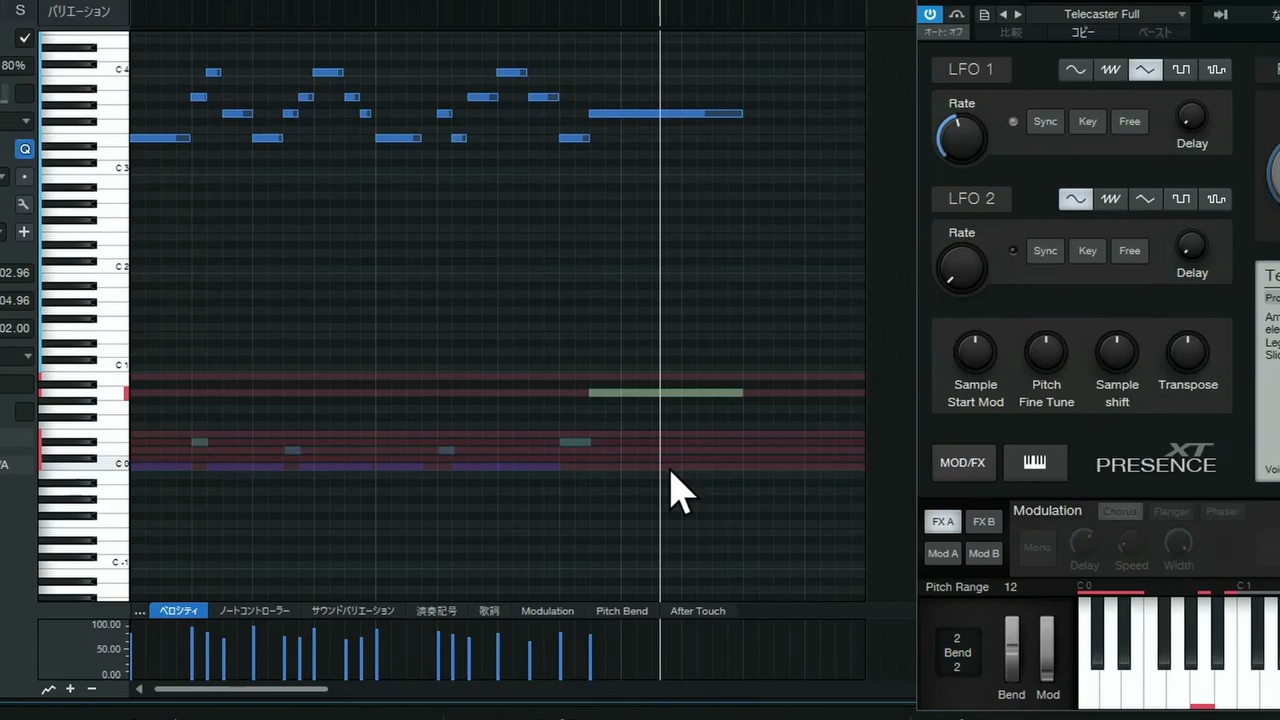 S
バリエーション
80%
Q
02.96
04.96
02.00
C 4
C 3
C 2
C 1
C 0
C -1
...
ベロシティ
ノートコントローラー
サウンドバリエーション
演奏記号
歌詞
Modulation
Pitch Bend
After Touch
100.00
50.00
0.00
Telecaster Full
オート: オフ
比較
コピー
ペースト
LFO 1
Rate
Sync
Key
Free
Delay
LFO 2
Rate
Sync
Key
Free
Delay
Sample
Start Mod
Pitch
Fine Tune
Sample
shift
Transpose
MOD/FX
PRESENCE XT
FX A
FX B
Mod A
Mod B
Modulation
Chorus
Flanger
Phaser
Mono
Delay
Speed
Width
Pitch Range
12
C 0
C 1
2
Bend
2
Bend
Mod